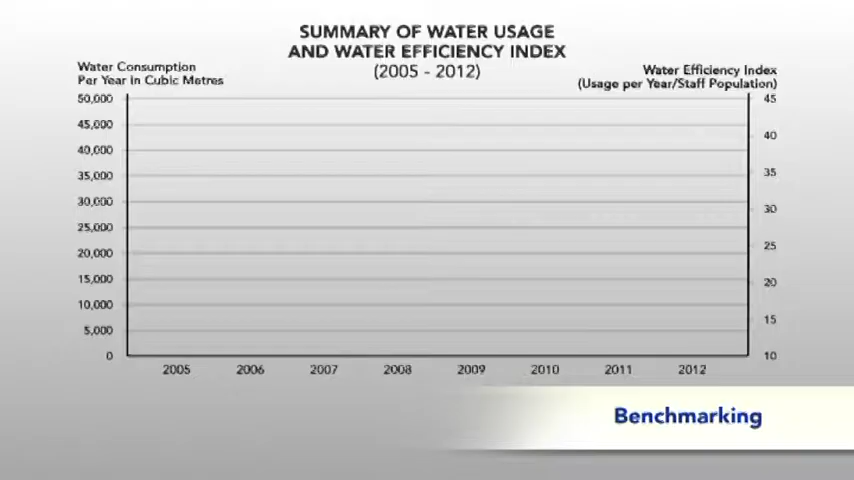 SUMMARY OF WATER USAGE
AND WATER EFFICIENCY INDEX
(2005 - 2012)
Water Consumption
Per Year in Cubic Metres
Water Efficiency Index
(Usage per Year/Staff Population)
50,000
45,000
40,000
35,000
30,000
25,000
20,000
15,000
10,000
5,000
0
45
40
35
30
25
20
15
10
2005 2006 2007 2008 2009 2010 2011 2012
Benchmarking